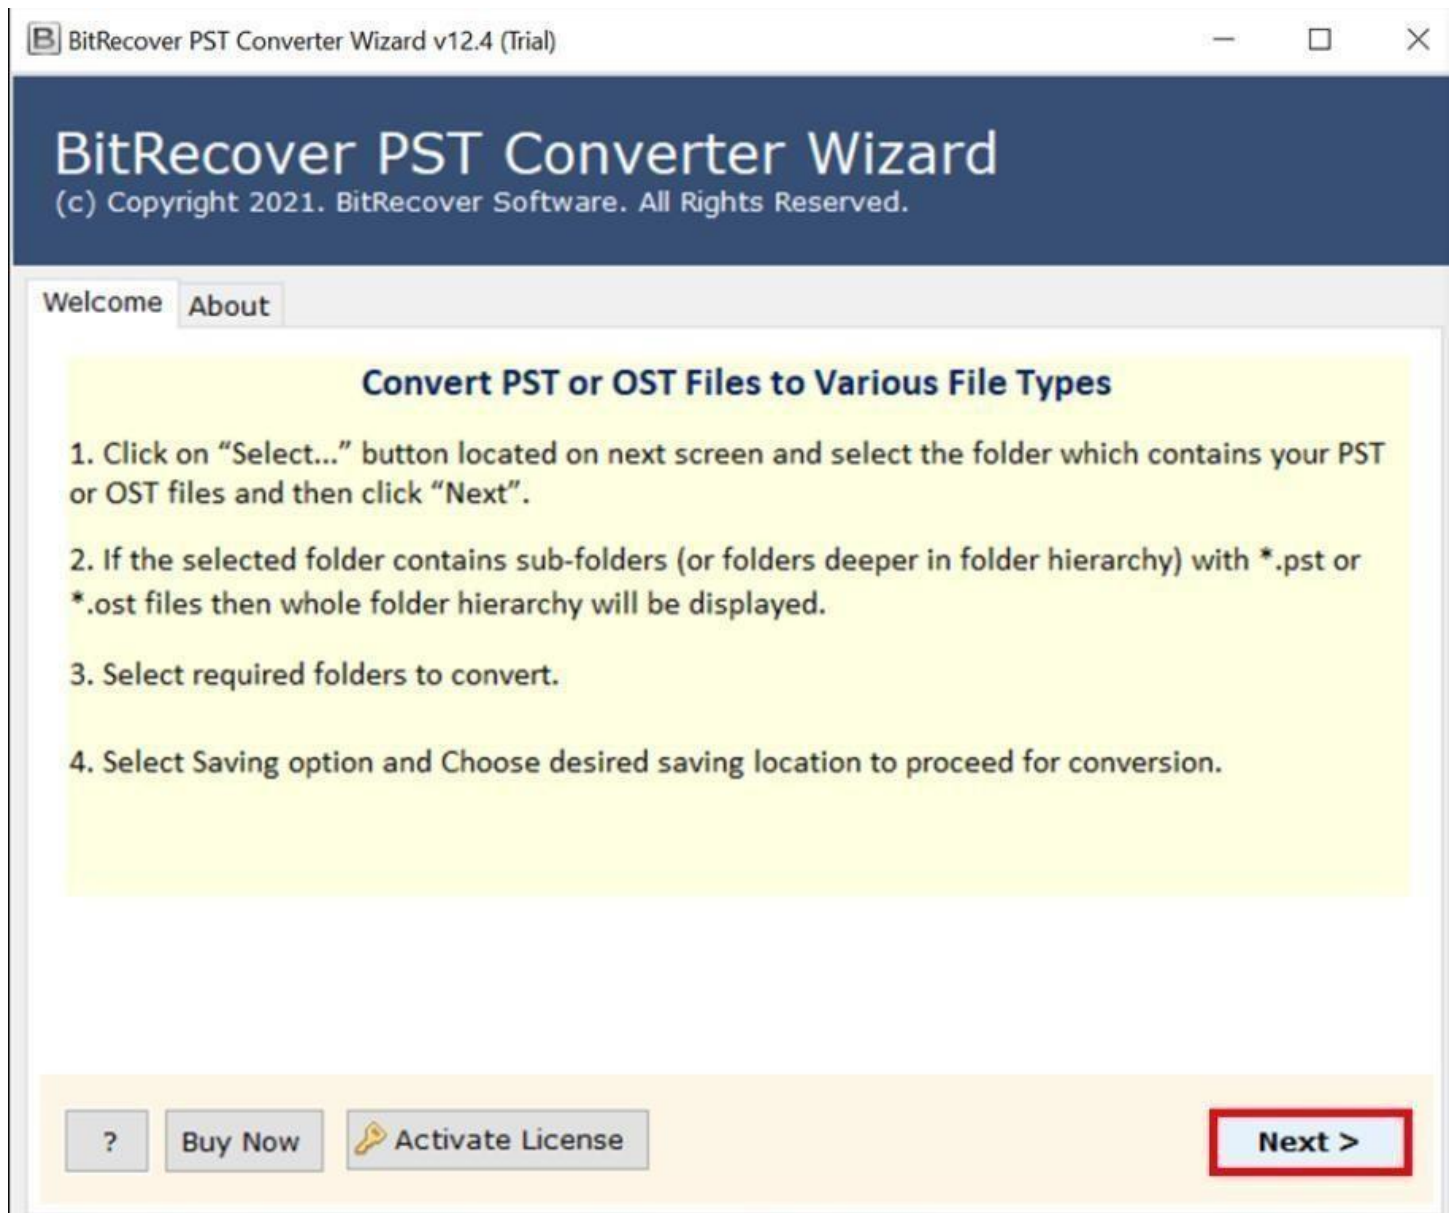 BitRecover PST Converter Wizard v12.4 (Trial)
BitRecover PST Converter Wizard
(c) Copyright 2021. BitRecover Software. All Rights Reserved.
Welcome About
Convert PST or OST Files to Various File Types
1. Click on “Select...” button located on next screen and select the folder which contains your PST
or OST files and then click “Next”.
2. If the selected folder contains sub-folders (or folders deeper in folder hierarchy) with *.pst or
*.ost files then whole folder hierarchy will be displayed.
3. Select required folders to convert.
4. Select Saving option and Choose desired saving location to proceed for conversion.
? Buy Now Activate License Next >